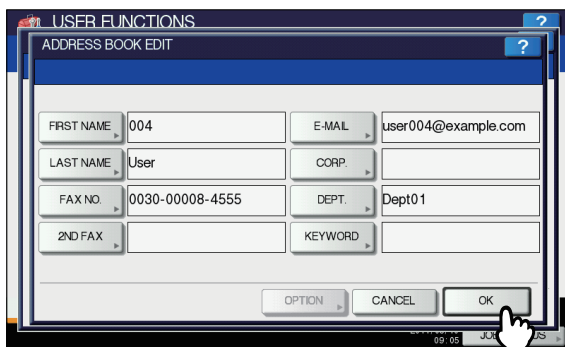 USER FUNCTIONS ?
ADDRESS BOOK EDIT ?
FIRST NAME 004 E-MAIL user004@example.com
LAST NAME User CORP.
FAX NO. 0030-00008-4555 DEPT. Dept01
2ND FAX KEYWORD
OPTION CANCEL OK
09:05